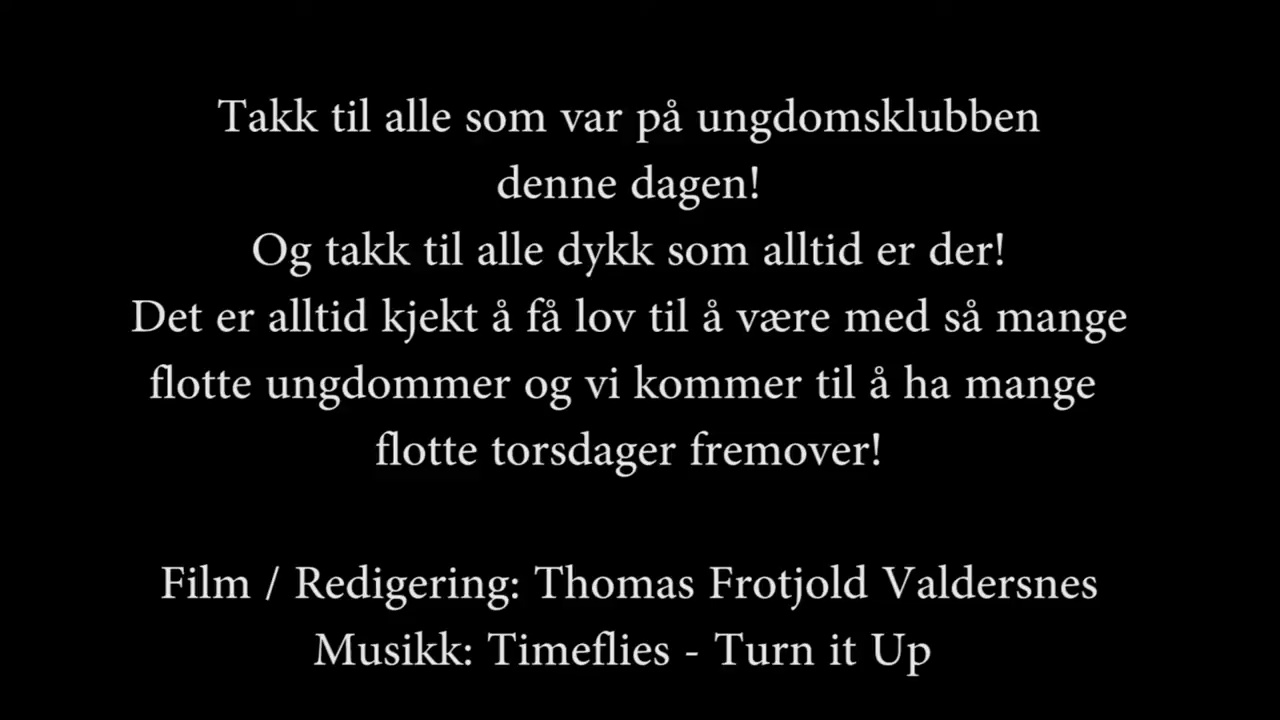 Takk til alle som var på ungdomsklubben
denne dagen!
Og takk til alle dykk som alltid er der!
Det er alltid kjekt å få lov til å være med så mange
flotte ungdommer og vi kommer til å ha mange
flotte torsdager fremover!
Film / Redigering: Thomas Frotjold Valdersnes
Musikk: Timeflies - Turn it Up